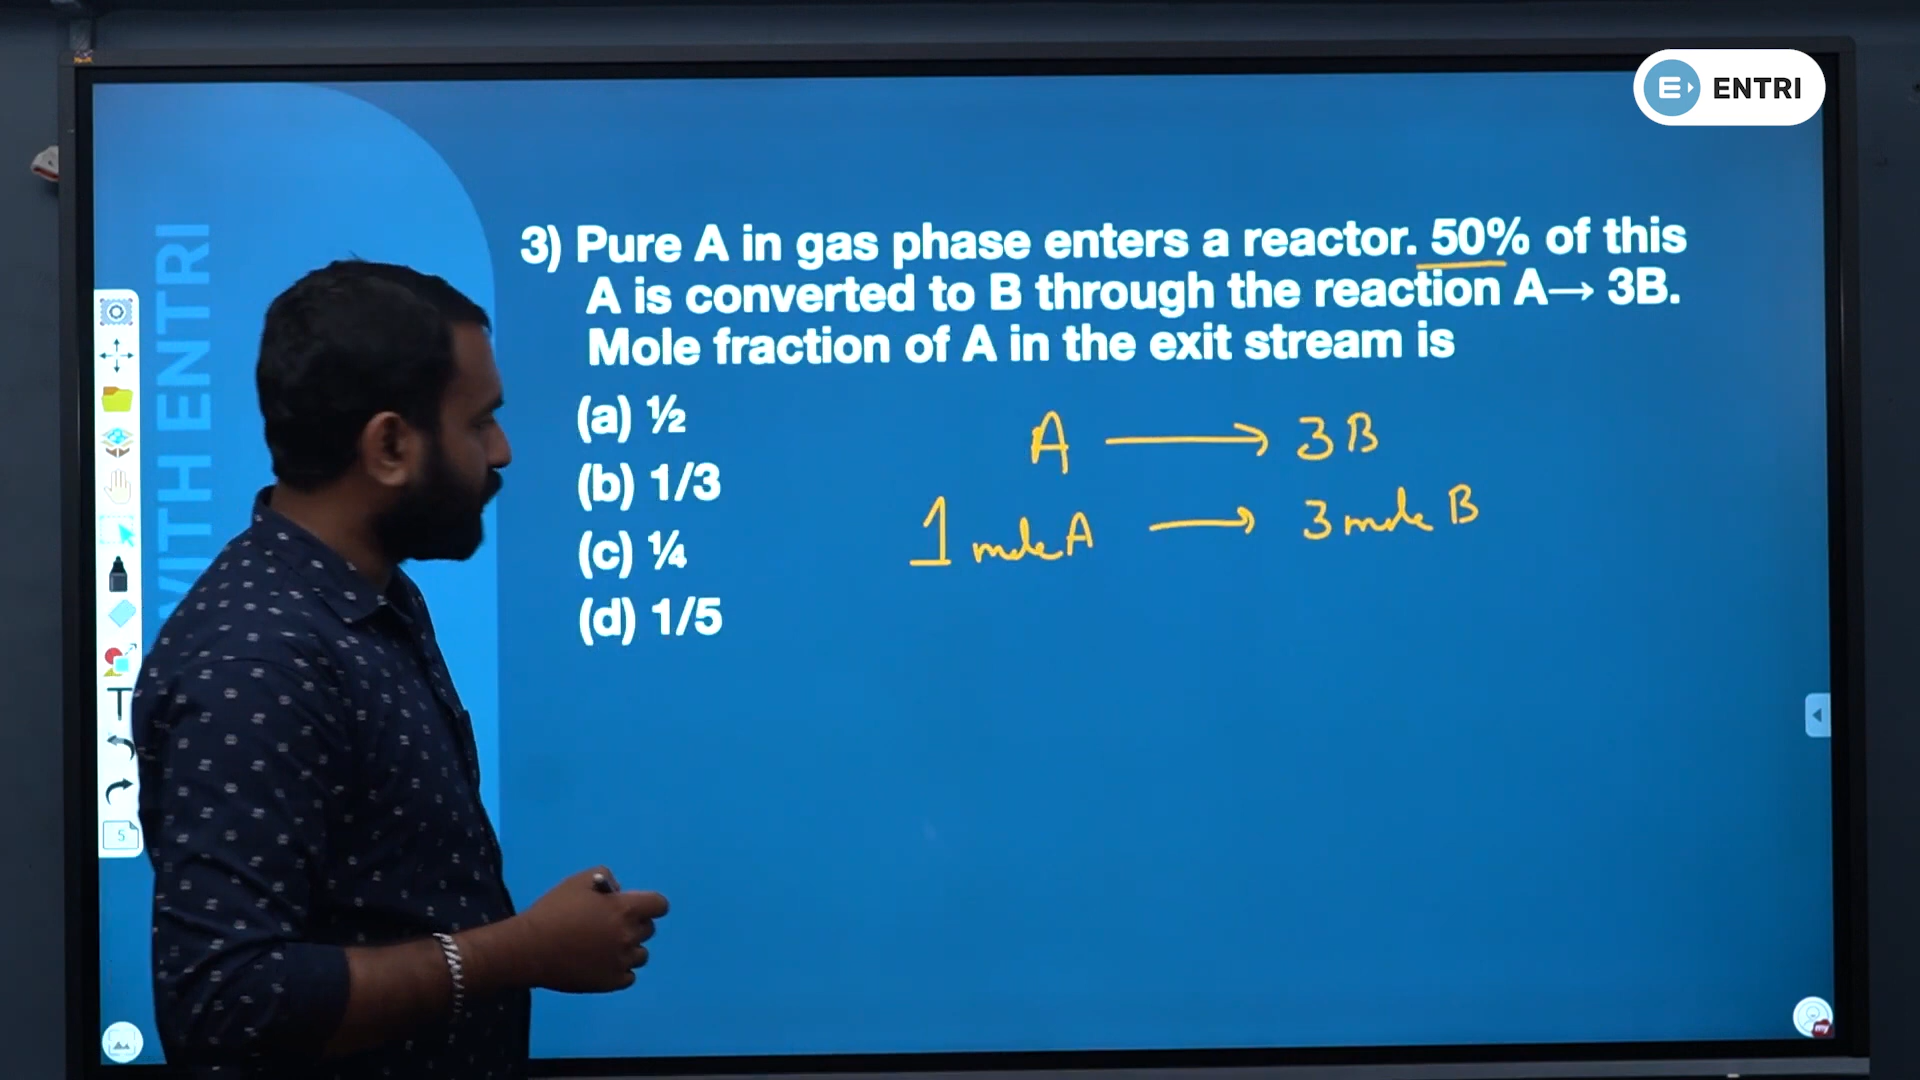 ENTRI
WITH ENTRI
3) Pure A in gas phase enters a reactor. 50% of this
A is converted to B through the reaction A→ 3B.
Mole fraction of A in the exit stream is
(a) ½
(b) 1/3
(c) ¼
(d) 1/5
A → 3B
1 mole A → 3 mole B
T
5
my